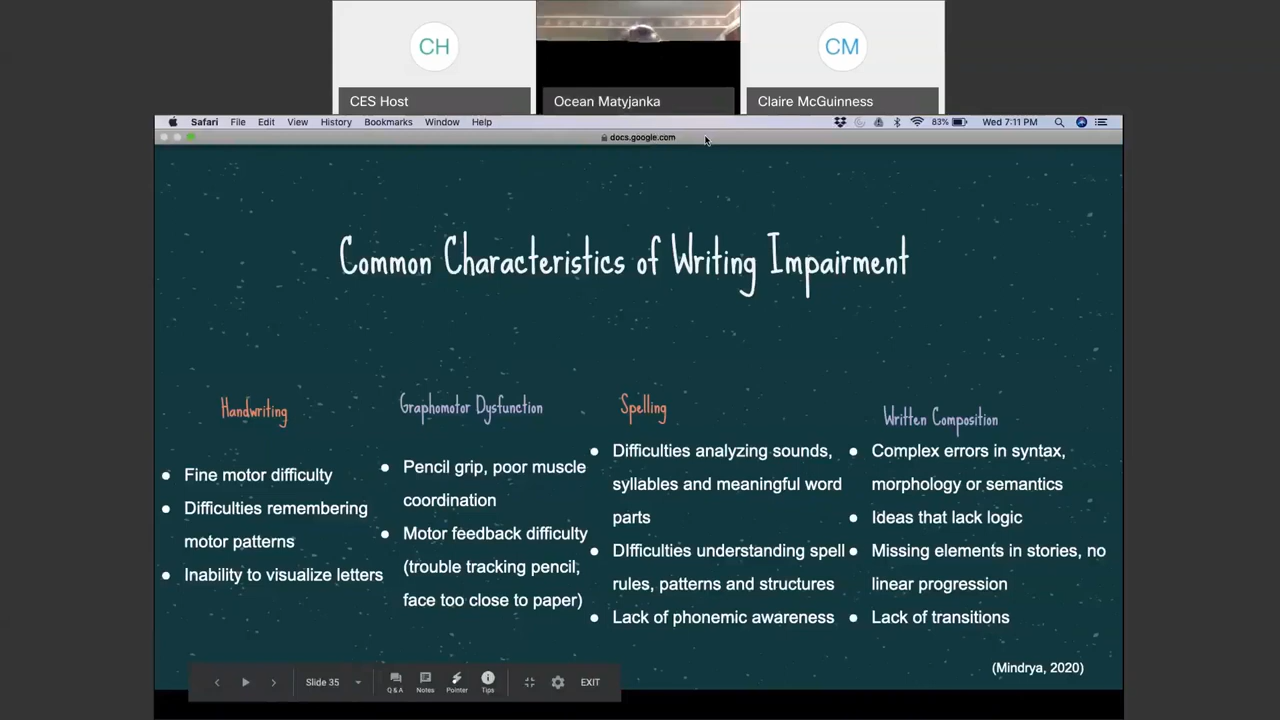 CH
CM
CES Host
Ocean Matyjanka
Claire McGuinness
Safari File Edit View History Bookmarks Window Help
83% Wed 7:11 PM
docs.google.com
Common Characteristics of Writing Impairment
Handwriting
Fine motor difficulty
Difficulties remembering
motor patterns
Inability to visualize letters
Graphomotor Dysfunction
Pencil grip, poor muscle
coordination
Motor feedback difficulty
(trouble tracking pencil,
face too close to paper)
Spelling
Difficulties analyzing sounds,
syllables and meaningful word
parts
DIfficulties understanding spell
rules, patterns and structures
Lack of phonemic awareness
Written Composition
Complex errors in syntax,
morphology or semantics
Ideas that lack logic
Missing elements in stories, no
linear progression
Lack of transitions
(Mindrya, 2020)
Slide 35
Q & A
Notes
Pointer
Tips
EXIT